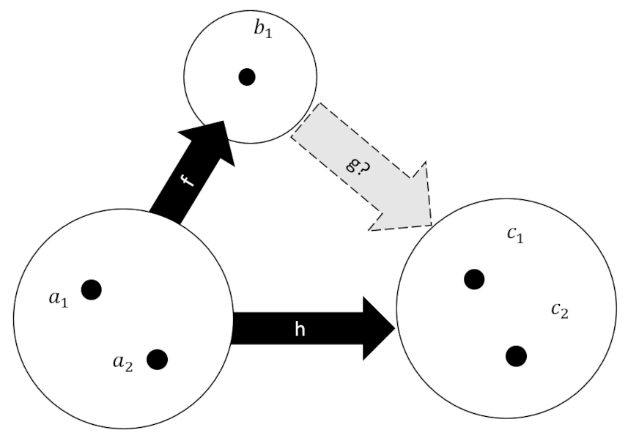 b₁
f
g?
a₁
a₂
h
c₁
c₂